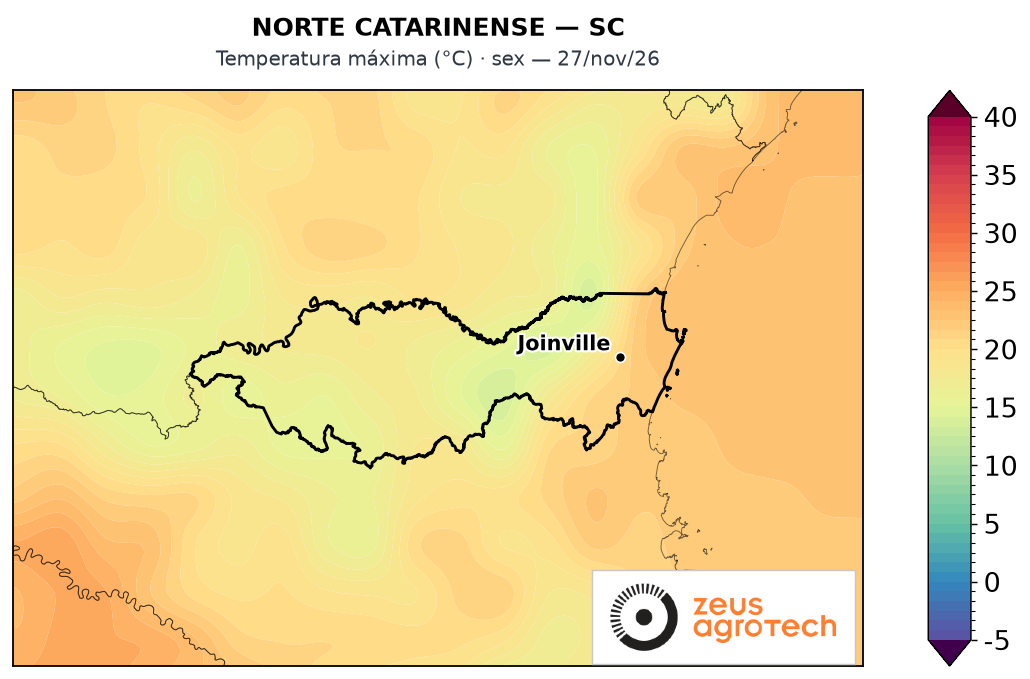 NORTE CATARINENSE — SC
Temperatura máxima (°C) · sex — 27/nov/26
Joinville
40
35
30
25
20
15
10
5
0
-5
zeus
agrotech